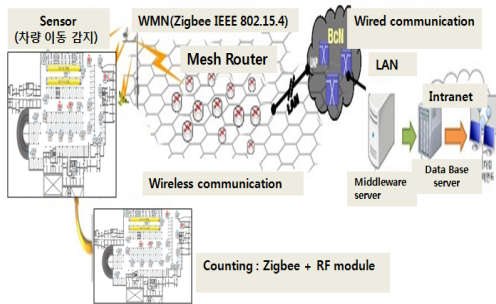 Sensor
(차량 이동 감지)
WMN(Zigbee IEEE 802.15.4)
Wired communication
Mesh Router
BcN
LAN
Intranet
Wireless communication
Middleware
server
Data Base
server
Counting : Zigbee + RF module